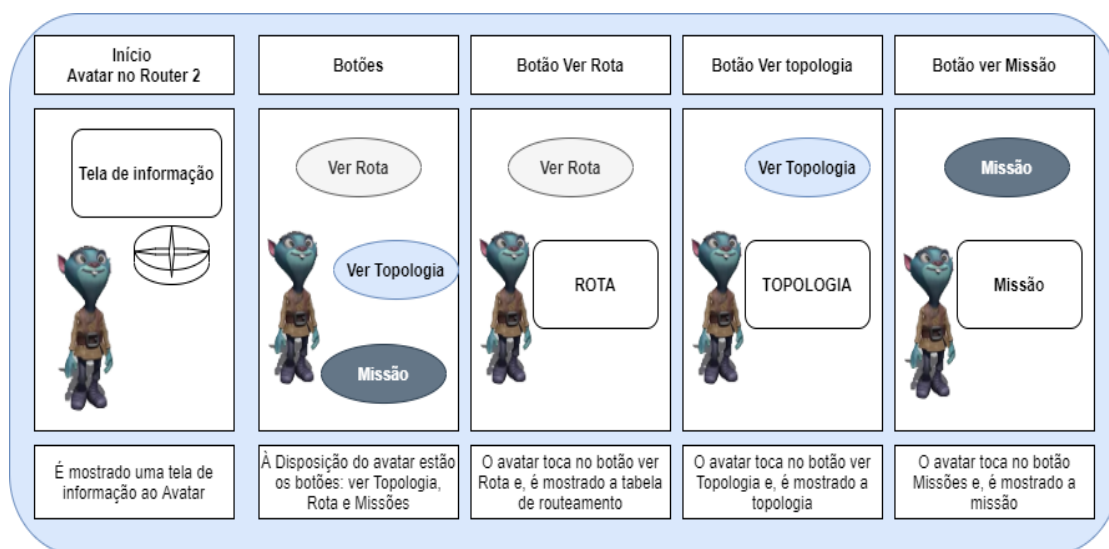 Início
Avatar no Router 2
Botões
Botão Ver Rota
Botão Ver topologia
Botão ver Missão
Tela de informação
Ver Rota
Ver Topologia
Missão
Ver Rota
ROTA
Ver Topologia
TOPOLOGIA
Missão
Missão
É mostrado uma tela de
informação ao Avatar
À Disposição do avatar estão
os botões: ver Topologia,
Rota e Missões
O avatar toca no botão ver
Rota e, é mostrado a tabela
de routeamento
O avatar toca no botão ver
Topologia e, é mostrado a
topologia
O avatar toca no botão
Missões e, é mostrado a
missão